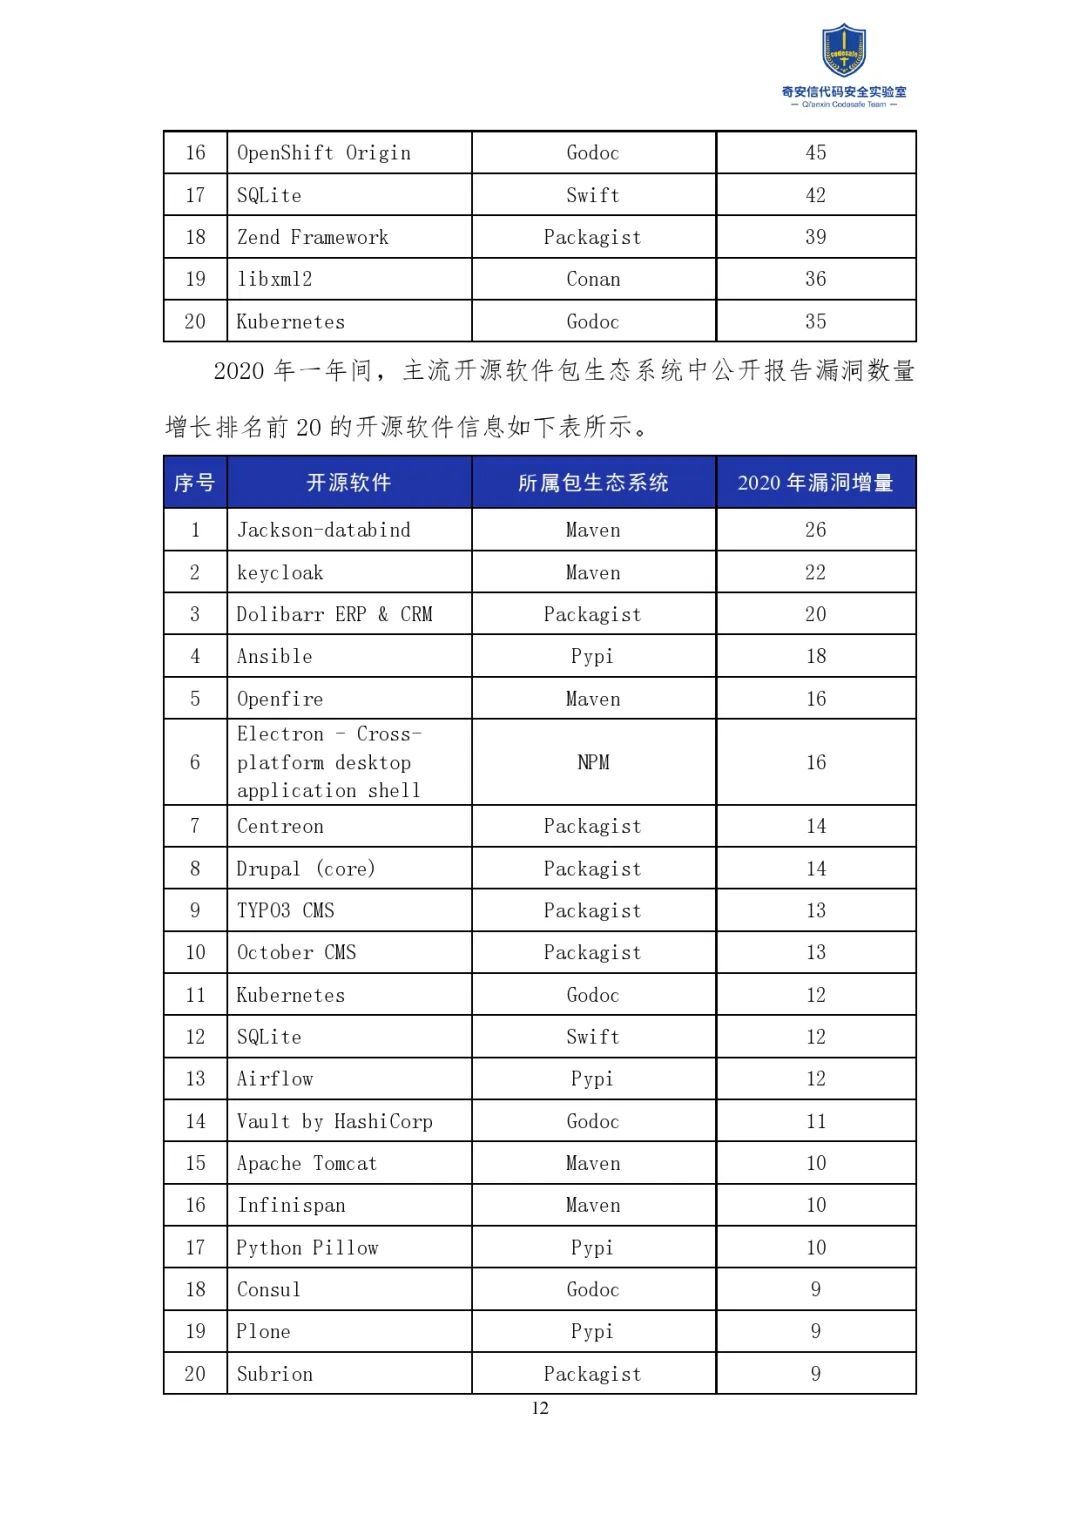 codesafe
奇安信代码安全实验室
— Qi'anxin Codesafe Team —
16 OpenShift Origin Godoc 45
17 SQLite Swift 42
18 Zend Framework Packagist 39
19 libxml2 Conan 36
20 Kubernetes Godoc 35
2020 年一年间，主流开源软件包生态系统中公开报告漏洞数量
增长排名前 20 的开源软件信息如下表所示。
序号 开源软件 所属包生态系统 2020 年漏洞增量
1 Jackson-databind Maven 26
2 keycloak Maven 22
3 Dolibarr ERP & CRM Packagist 20
4 Ansible Pypi 18
5 Openfire Maven 16
Electron - Cross-
6 platform desktop NPM 16
application shell
7 Centreon Packagist 14
8 Drupal (core) Packagist 14
9 TYPO3 CMS Packagist 13
10 October CMS Packagist 13
11 Kubernetes Godoc 12
12 SQLite Swift 12
13 Airflow Pypi 12
14 Vault by HashiCorp Godoc 11
15 Apache Tomcat Maven 10
16 Infinispan Maven 10
17 Python Pillow Pypi 10
18 Consul Godoc 9
19 Plone Pypi 9
20 Subrion Packagist 9
12